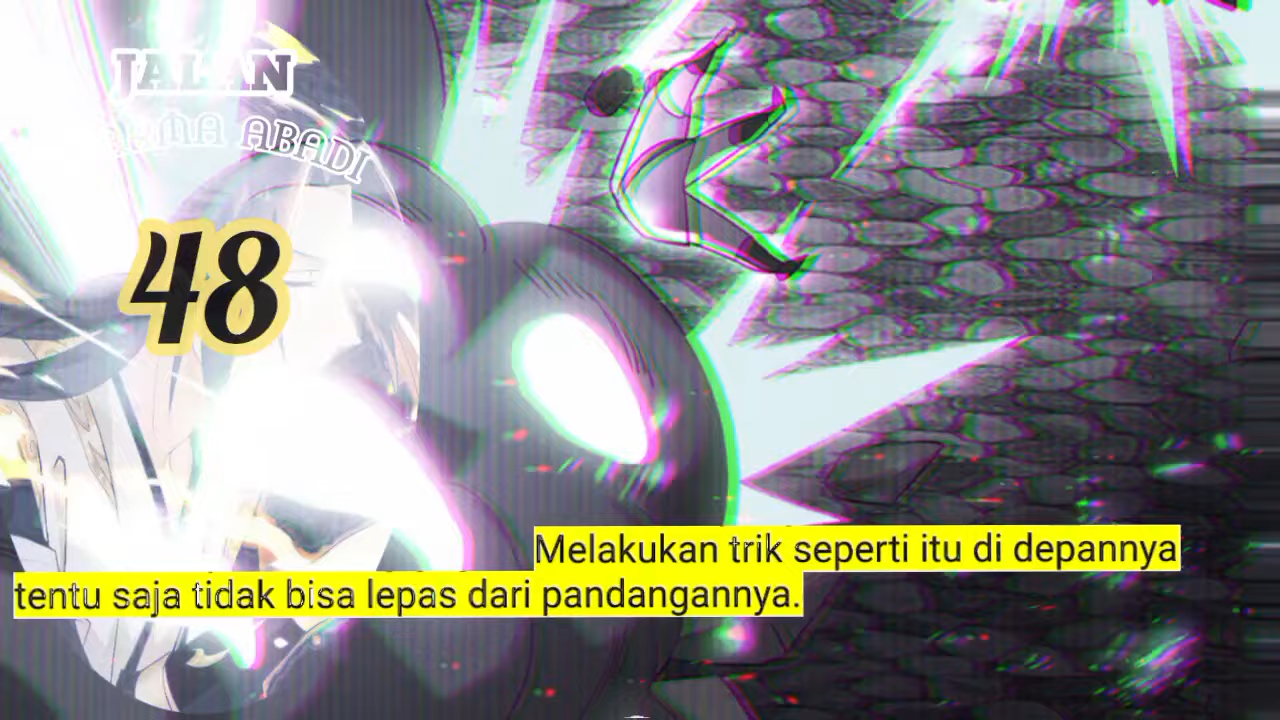 JALAN
ABADI
48
Melakukan trik seperti itu di depannya
tentu saja tidak bisa lepas dari pandangannya.